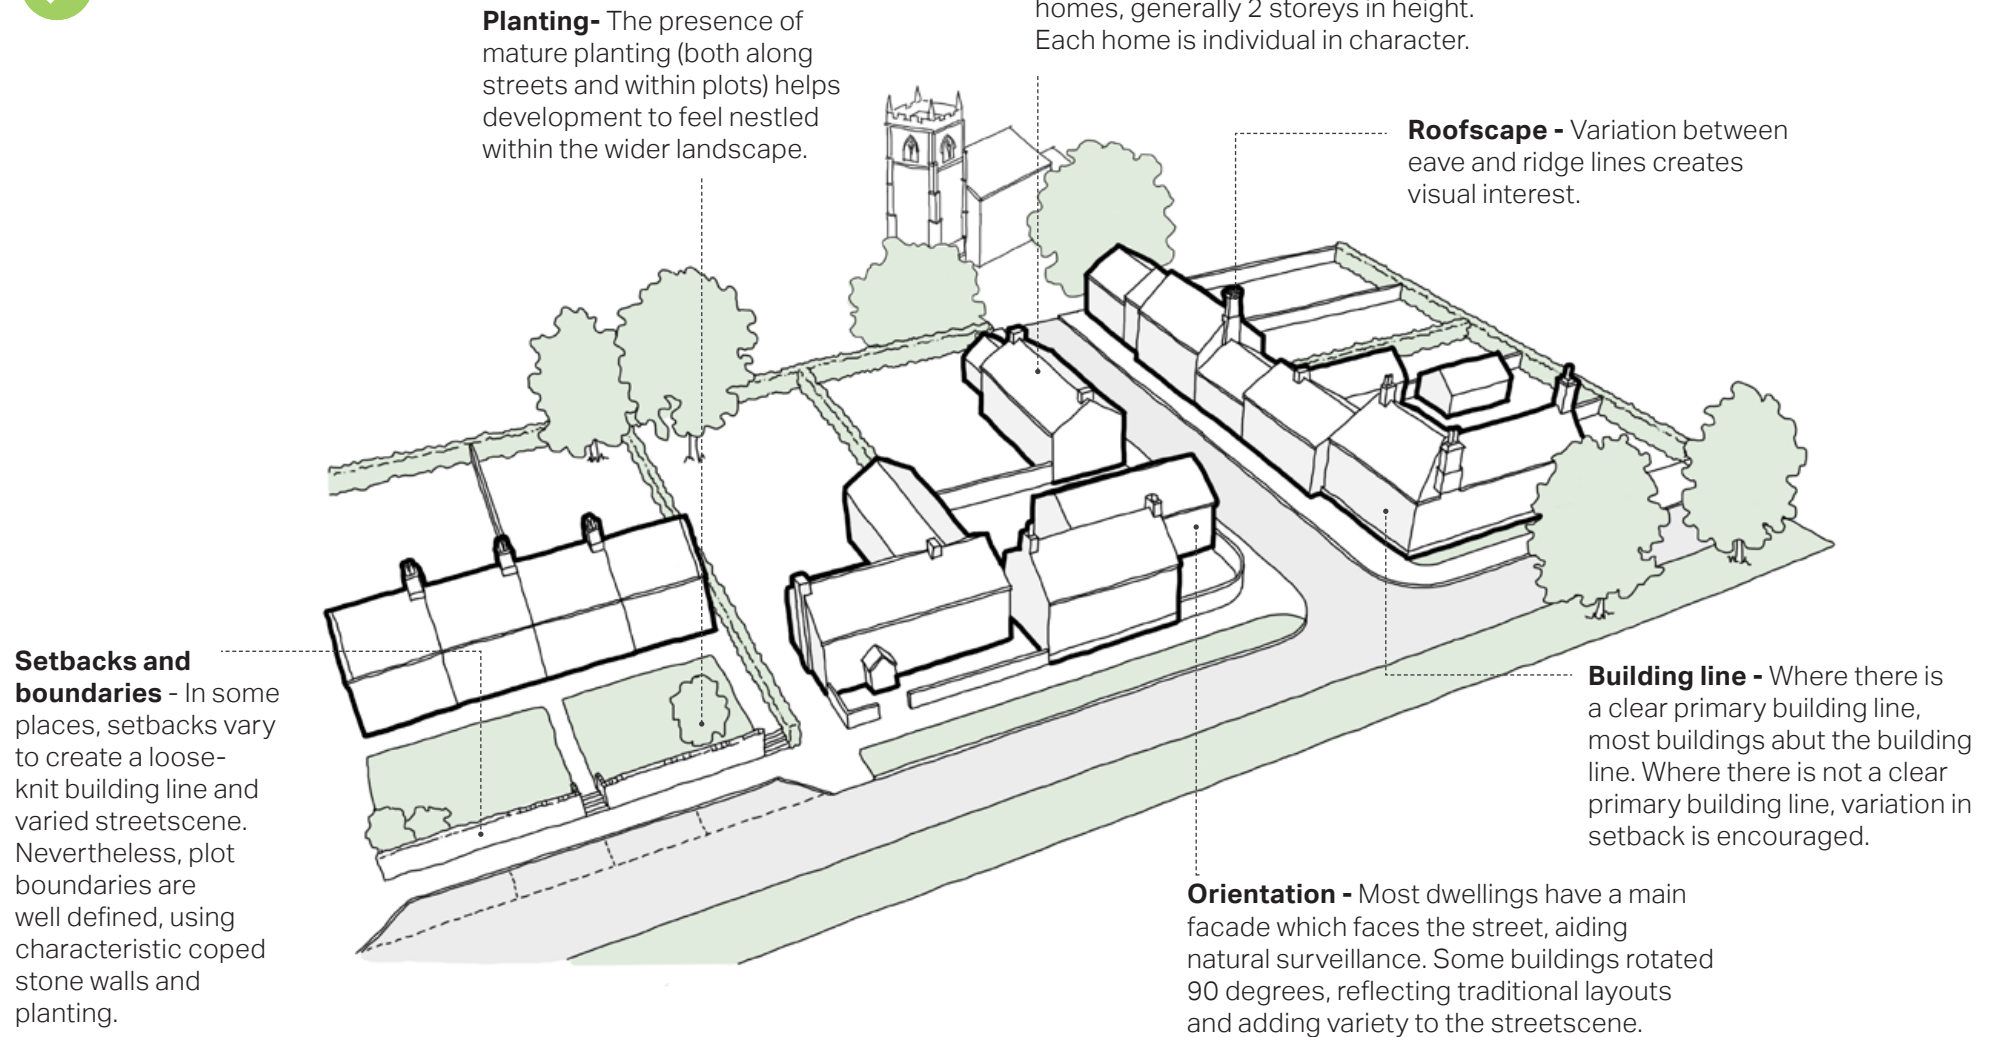 Planting- The presence of
mature planting (both along
streets and within plots) helps
development to feel nestled
within the wider landscape.
homes, generally 2 storeys in height.
Each home is individual in character.
Roofscape - Variation between
eave and ridge lines creates
visual interest.
Setbacks and
boundaries - In some
places, setbacks vary
to create a loose-
knit building line and
varied streetscene.
Nevertheless, plot
boundaries are
well defined, using
characteristic coped
stone walls and
planting.
Building line - Where there is
a clear primary building line,
most buildings abut the building
line. Where there is not a clear
primary building line, variation in
setback is encouraged.
Orientation - Most dwellings have a main
facade which faces the street, aiding
natural surveillance. Some buildings rotated
90 degrees, reflecting traditional layouts
and adding variety to the streetscene.